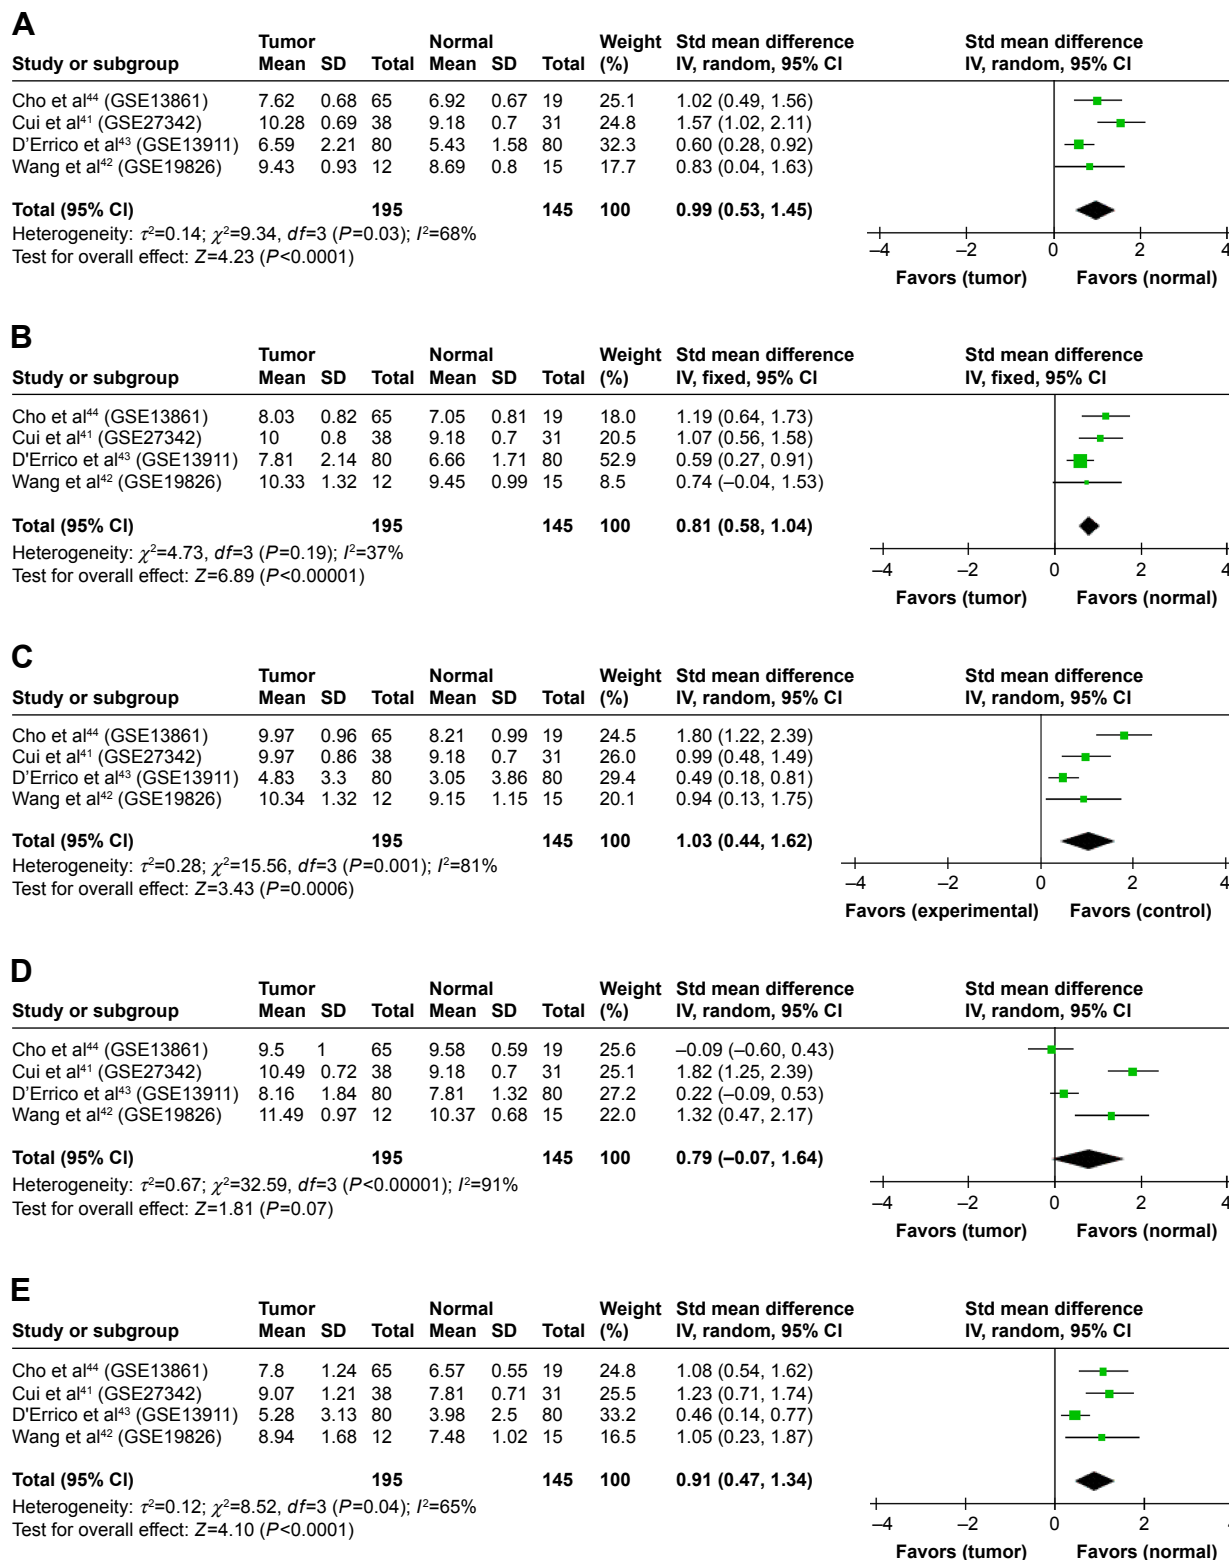 A
Tumor Normal Weight Std mean difference Std mean difference
Study or subgroup Mean SD Total Mean SD Total (%) IV, random, 95% CI IV, random, 95% CI
Cho et al⁴⁴ (GSE13861) 7.62 0.68 65 6.92 0.67 19 25.1 1.02 (0.49, 1.56)
Cui et al⁴¹ (GSE27342) 10.28 0.69 38 9.18 0.7 31 24.8 1.57 (1.02, 2.11)
D'Errico et al⁴³ (GSE13911) 6.59 2.21 80 5.43 1.58 80 32.3 0.60 (0.28, 0.92)
Wang et al⁴² (GSE19826) 9.43 0.93 12 8.69 0.8 15 17.7 0.83 (0.04, 1.63)
Total (95% CI) 195 145 100 0.99 (0.53, 1.45)
Heterogeneity: τ²=0.14; χ²=9.34, df=3 (P=0.03); I²=68%
Test for overall effect: Z=4.23 (P<0.0001)
–4 –2 0 2 4
Favors (tumor) Favors (normal)
B
Tumor Normal Weight Std mean difference Std mean difference
Study or subgroup Mean SD Total Mean SD Total (%) IV, fixed, 95% CI IV, fixed, 95% CI
Cho et al⁴⁴ (GSE13861) 8.03 0.82 65 7.05 0.81 19 18.0 1.19 (0.64, 1.73)
Cui et al⁴¹ (GSE27342) 10 0.8 38 9.18 0.7 31 20.5 1.07 (0.56, 1.58)
D'Errico et al⁴³ (GSE13911) 7.81 2.14 80 6.66 1.71 80 52.9 0.59 (0.27, 0.91)
Wang et al⁴² (GSE19826) 10.33 1.32 12 9.45 0.99 15 8.5 0.74 (–0.04, 1.53)
Total (95% CI) 195 145 100 0.81 (0.58, 1.04)
Heterogeneity: χ²=4.73, df=3 (P=0.19); I²=37%
Test for overall effect: Z=6.89 (P<0.00001)
–4 –2 0 2 4
Favors (tumor) Favors (normal)
C
Tumor Normal Weight Std mean difference Std mean difference
Study or subgroup Mean SD Total Mean SD Total (%) IV, random, 95% CI IV, random, 95% CI
Cho et al⁴⁴ (GSE13861) 9.97 0.96 65 8.21 0.99 19 24.5 1.80 (1.22, 2.39)
Cui et al⁴¹ (GSE27342) 9.97 0.86 38 9.18 0.7 31 26.0 0.99 (0.48, 1.49)
D'Errico et al⁴³ (GSE13911) 4.83 3.3 80 3.05 3.86 80 29.4 0.49 (0.18, 0.81)
Wang et al⁴² (GSE19826) 10.34 1.32 12 9.15 1.15 15 20.1 0.94 (0.13, 1.75)
Total (95% CI) 195 145 100 1.03 (0.44, 1.62)
Heterogeneity: τ²=0.28; χ²=15.56, df=3 (P=0.001); I²=81%
Test for overall effect: Z=3.43 (P=0.0006)
–4 –2 0 2 4
Favors (experimental) Favors (control)
D
Tumor Normal Weight Std mean difference Std mean difference
Study or subgroup Mean SD Total Mean SD Total (%) IV, random, 95% CI IV, random, 95% CI
Cho et al⁴⁴ (GSE13861) 9.5 1 65 9.58 0.59 19 25.6 –0.09 (–0.60, 0.43)
Cui et al⁴¹ (GSE27342) 10.49 0.72 38 9.18 0.7 31 25.1 1.82 (1.25, 2.39)
D'Errico et al⁴³ (GSE13911) 8.16 1.84 80 7.81 1.32 80 27.2 0.22 (–0.09, 0.53)
Wang et al⁴² (GSE19826) 11.49 0.97 12 10.37 0.68 15 22.0 1.32 (0.47, 2.17)
Total (95% CI) 195 145 100 0.79 (–0.07, 1.64)
Heterogeneity: τ²=0.67; χ²=32.59, df=3 (P<0.00001); I²=91%
Test for overall effect: Z=1.81 (P=0.07)
–4 –2 0 2 4
Favors (tumor) Favors (normal)
E
Tumor Normal Weight Std mean difference Std mean difference
Study or subgroup Mean SD Total Mean SD Total (%) IV, random, 95% CI IV, random, 95% CI
Cho et al⁴⁴ (GSE13861) 7.8 1.24 65 6.57 0.55 19 24.8 1.08 (0.54, 1.62)
Cui et al⁴¹ (GSE27342) 9.07 1.21 38 7.81 0.71 31 25.5 1.23 (0.71, 1.74)
D'Errico et al⁴³ (GSE13911) 5.28 3.13 80 3.98 2.5 80 33.2 0.46 (0.14, 0.77)
Wang et al⁴² (GSE19826) 8.94 1.68 12 7.48 1.02 15 16.5 1.05 (0.23, 1.87)
Total (95% CI) 195 145 100 0.91 (0.47, 1.34)
Heterogeneity: τ²=0.12; χ²=8.52, df=3 (P=0.04); I²=65%
Test for overall effect: Z=4.10 (P<0.0001)
–4 –2 0 2
Favors (tumor) Favors (normal)